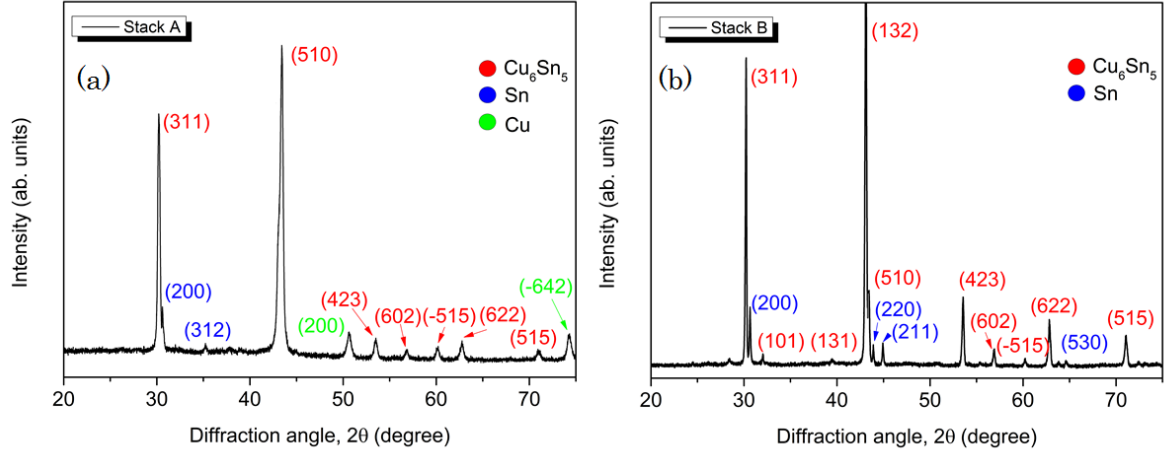 Stack A
(a)
(510)
(311)
Cu₆Sn₅
Sn
Cu
(200)
(312)
(200)
(423)
(602)
(-515)
(622)
(515)
(-642)
Intensity (ab. units)
20 30 40 50 60 70
Diffraction angle, 2θ (degree)
Stack B
(b)
(132)
(311)
Cu₆Sn₅
Sn
(200)
(101)
(131)
(510)
(220)
(211)
(423)
(602)
(-515)
(622)
(530)
(515)
Intensity (ab. units)
20 30 40 50 60 70
Diffraction angle, 2θ (degree)